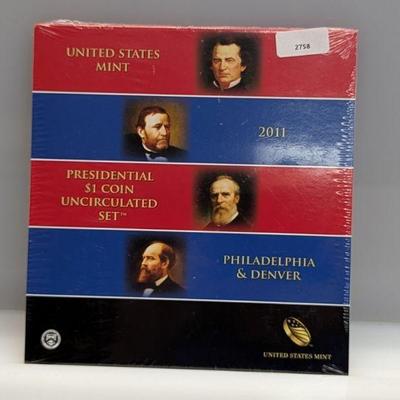 2758
UNITED STATES
MINT
2011
PRESIDENTIAL
$1 COIN
UNCIRCULATED
SET™
PHILADELPHIA
& DENVER
UNITED STATES MINT